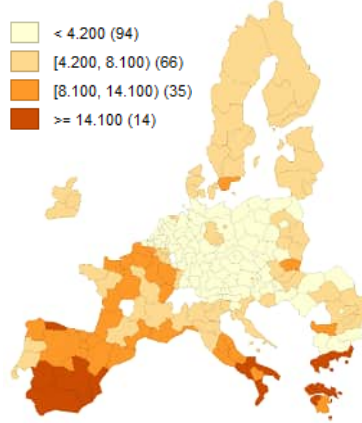 < 4.200 (94)
[4.200, 8.100) (66)
[8.100, 14.100) (35)
>= 14.100 (14)